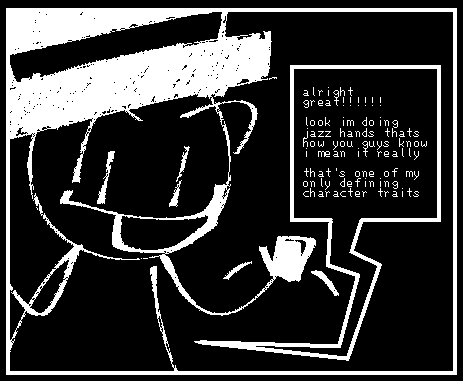 alright
great!!!!!!
look im doing
jazz hands thats
how you guys know
i mean it really
that's one of my
only defining
character traits